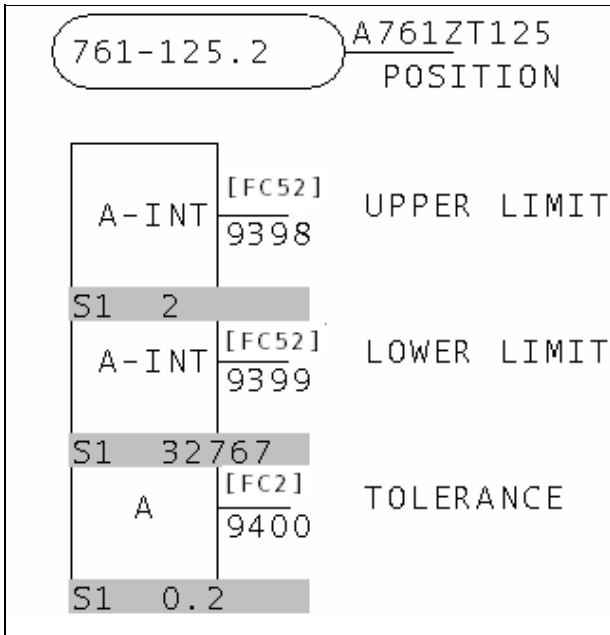 761-125.2 A761ZT125
POSITION
A-INT [FC52] UPPER LIMIT
9398
S1 2
A-INT [FC52] LOWER LIMIT
9399
S1 32767
A [FC2] TOLERANCE
9400
S1 0.2